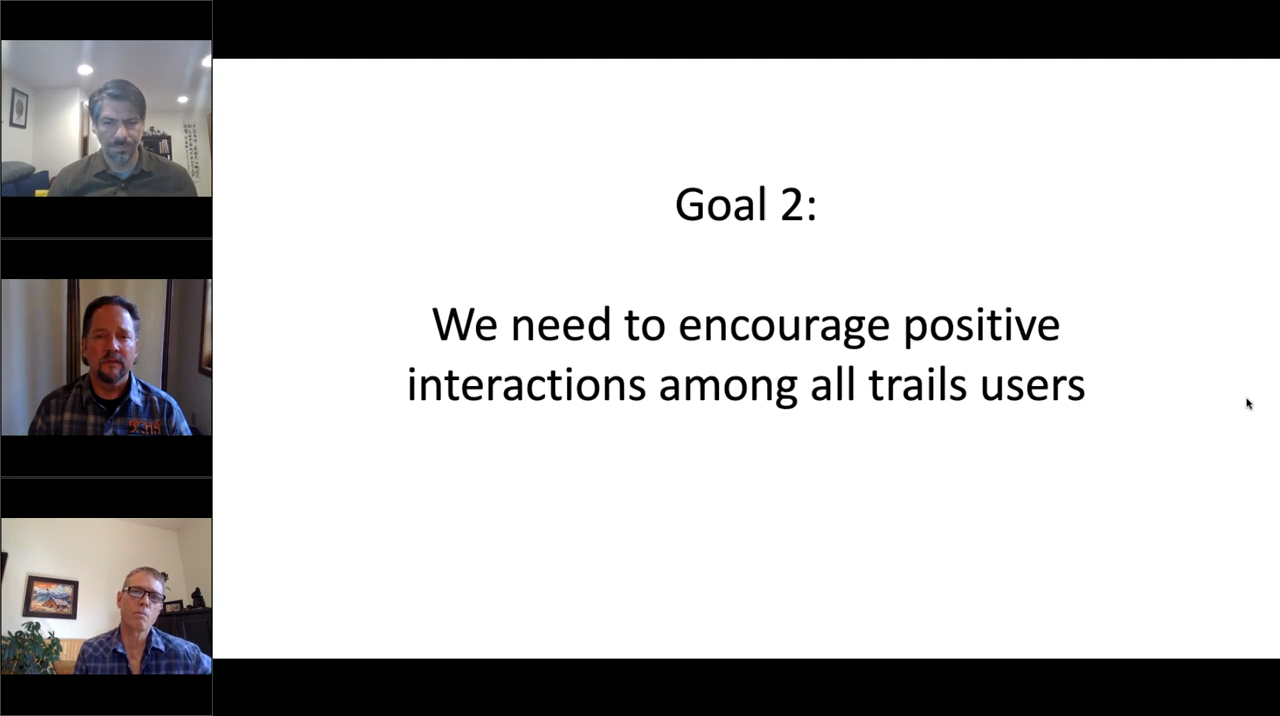 Goal 2:
We need to encourage positive
interactions among all trails users